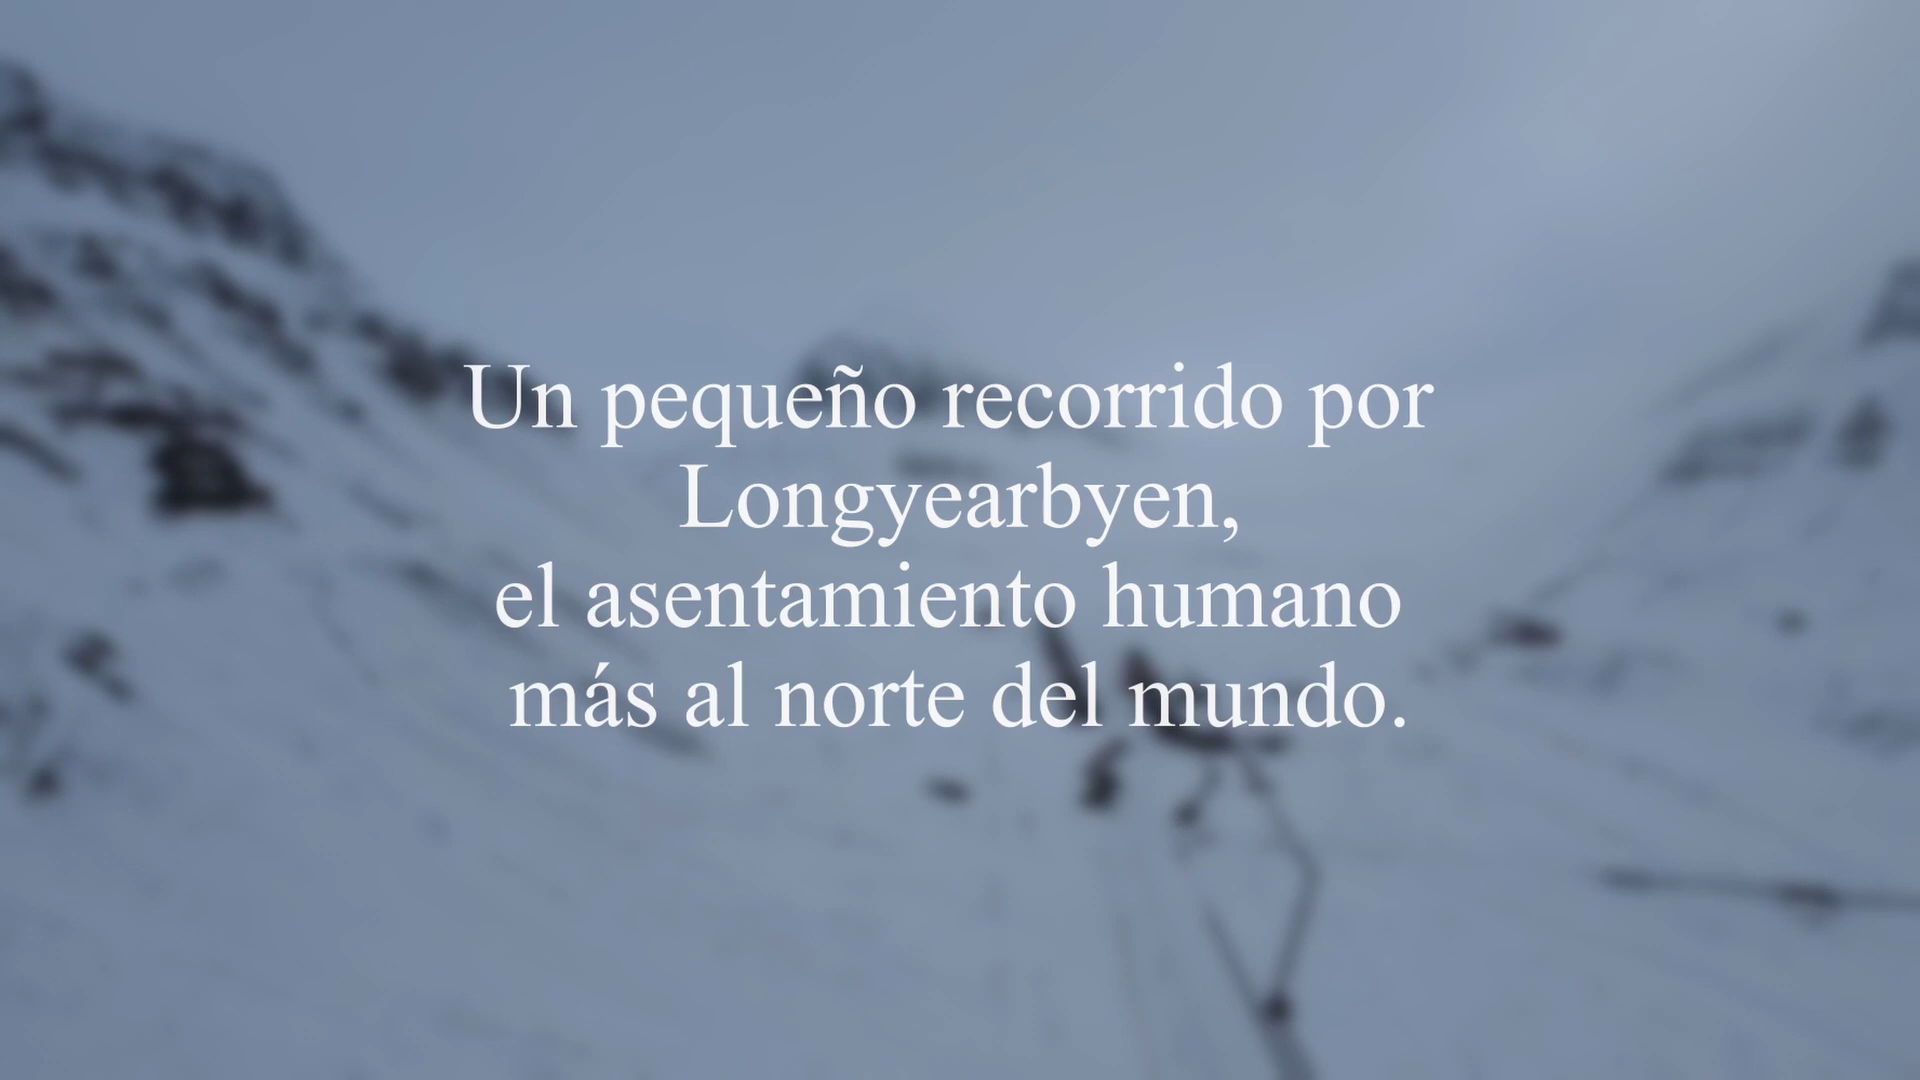 Un pequeño recorrido por
Longyearbyen,
el asentamiento humano
más al norte del mundo.